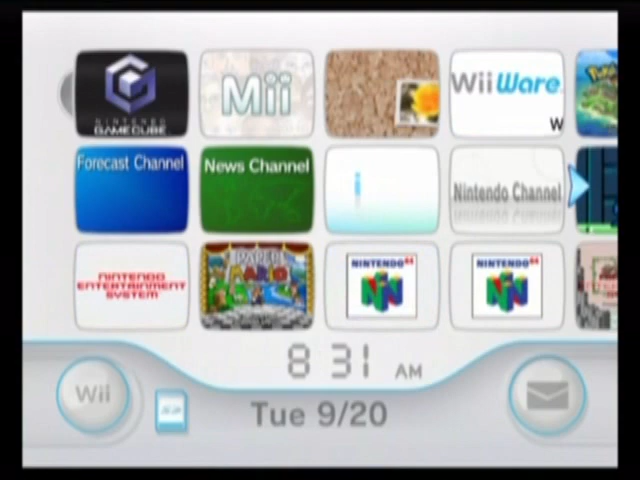 NINTENDO
GAMECUBE
Mii
WiiWare
W
Forecast Channel
News Channel
i
Nintendo Channel
NINTENDO
ENTERTAINMENT
SYSTEM
PAPER
MARIO
NINTENDO 64
NINTENDO 64
8 31 AM
Wii
SD
Tue 9/20